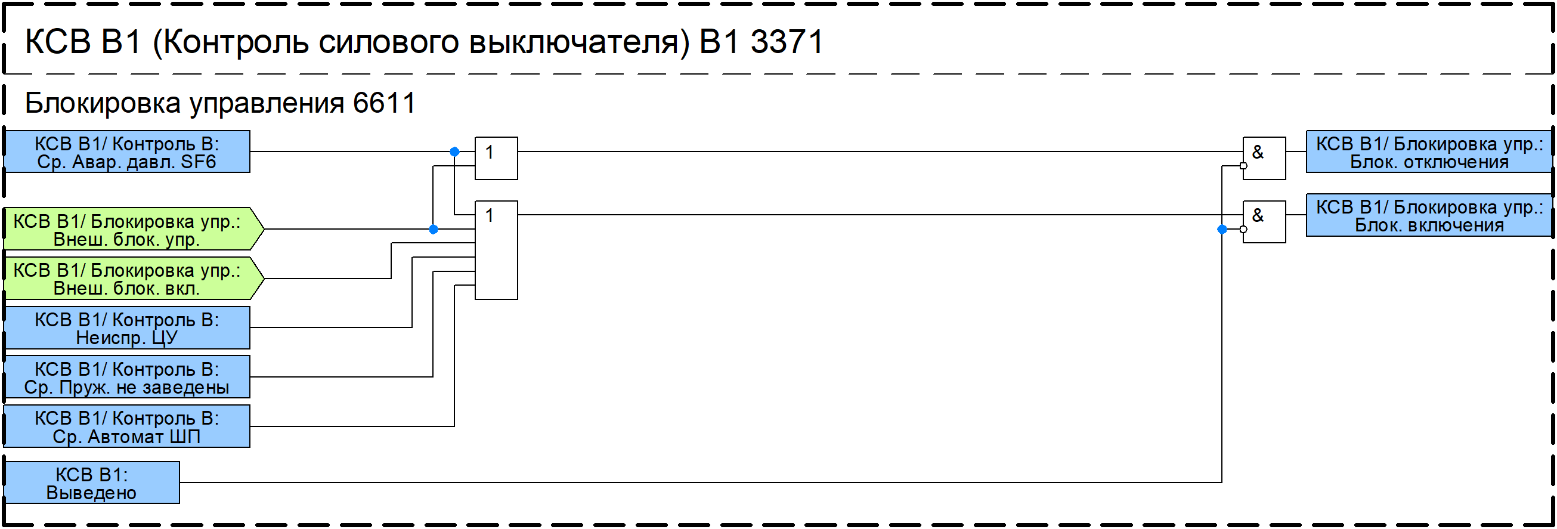 КСВ В1 (Контроль силового выключателя) В1 3371
Блокировка управления 6611
КСВ В1/ Контроль В:
Ср. Авар. давл. SF6
1
&
КСВ В1/ Блокировка упр.:
Блок. отключения
КСВ В1/ Блокировка упр.:
Внеш. блок. упр.
1
&
КСВ В1/ Блокировка упр.:
Блок. включения
КСВ В1/ Блокировка упр.:
Внеш. блок. вкл.
КСВ В1/ Контроль В:
Неиспр. ЦУ
КСВ В1/ Контроль В:
Ср. Пруж. не заведены
КСВ В1/ Контроль В:
Ср. Автомат ШП
КСВ В1:
Выведено